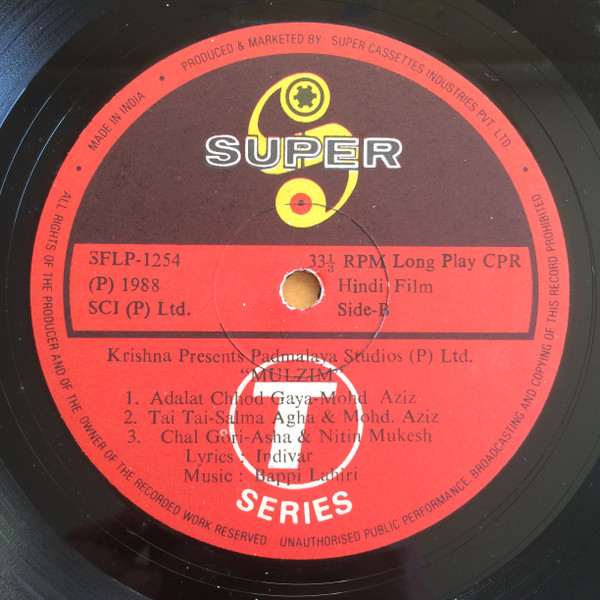 MADE IN INDIA • PRODUCED & MARKETED BY SUPER CASSETTES INDUSTRIES PVT. LTD •
SUPER
SFLP-1254
33⅓ RPM Long Play CPR
(P) 1988
Hindi Film
SCI (P) Ltd.
Side-B
Krishna Presents Padmalaya Studios (P) Ltd.
"MULZIM"
1. Adalat Chhod Gaya-Mohd Aziz
2. Tai Tai-Salma Agha & Mohd. Aziz
3. Chal Gori-Asha & Nitin Mukesh
Lyrics : Indivar
Music : Bappi Lahiri
T
SERIES
• ALL RIGHTS OF THE PRODUCER AND OF THE OWNER OF THE RECORDED WORK RESERVED. UNAUTHORISED PUBLIC PERFORMANCE, BROADCASTING AND COPYING OF THIS RECORD PROHIBITED